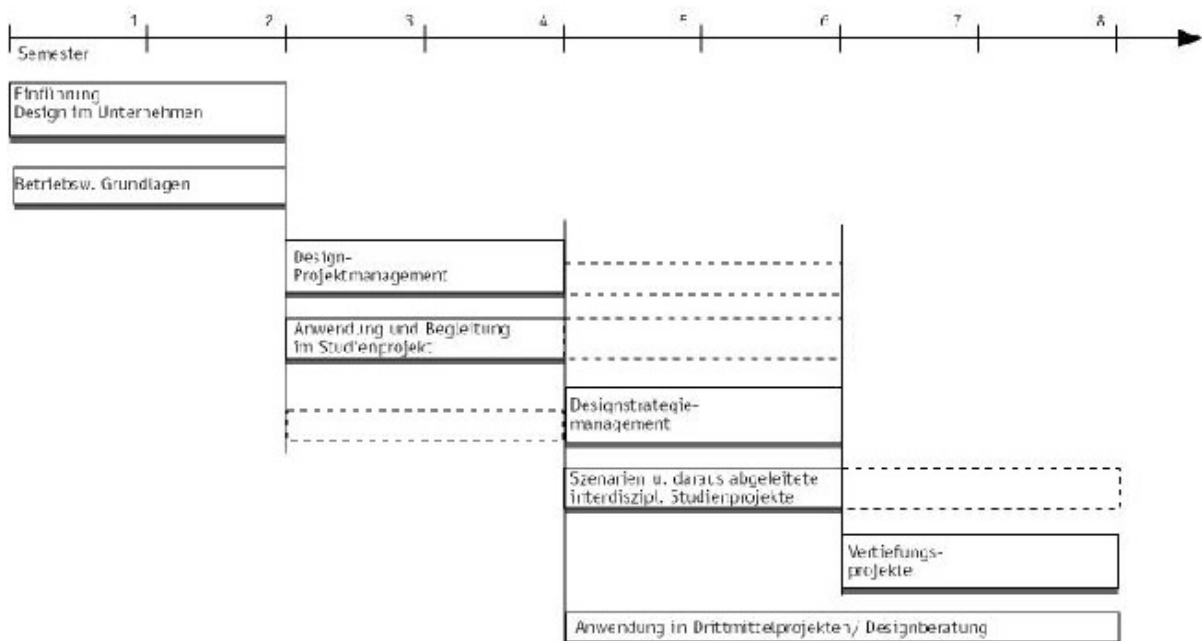 1 2 3 4 5 6 7 8
Semester
Einführung
Design im Unternehmen
Betriebsw. Grundlagen
Design-
Projektmanagement
Anwendung und Begleitung
im Studienprojekt
Designstrategie-
management
Szenarien u. daraus abgeleitete
interdiszipl. Studienprojekte
Vertiefungs-
projekte
Anwendung in Drittmittelprojekten/ Designberatung